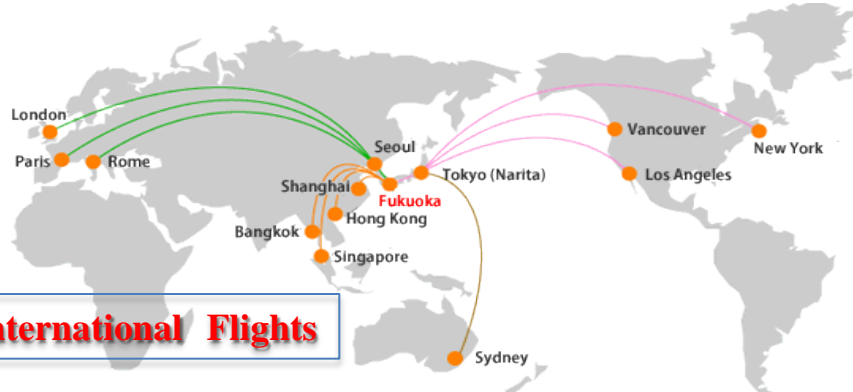 London
Paris
Rome
Seoul
Shanghai
Fukuoka
Tokyo (Narita)
Hong Kong
Bangkok
Singapore
Vancouver
New York
Los Angeles
Sydney
nternational Flights